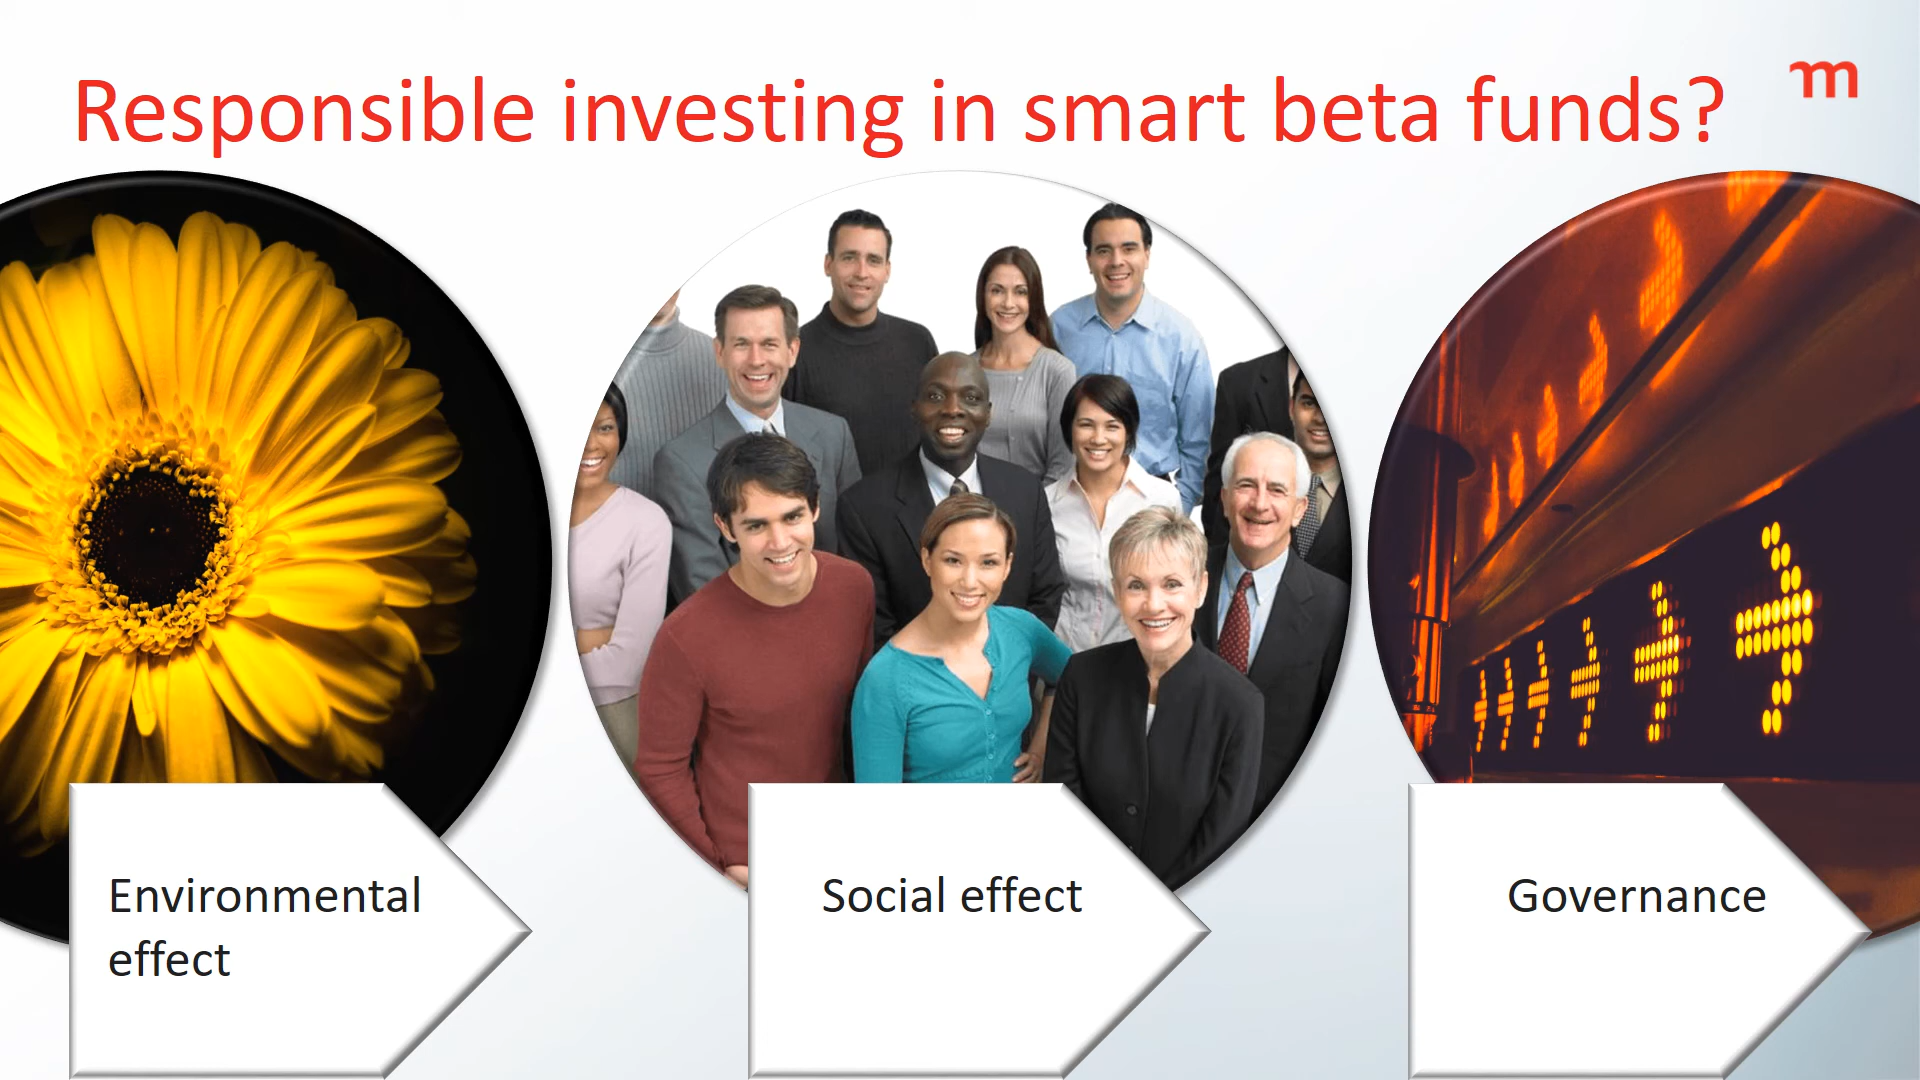 Responsible investing in smart beta funds?
m
Environmental
effect
Social effect
Governance